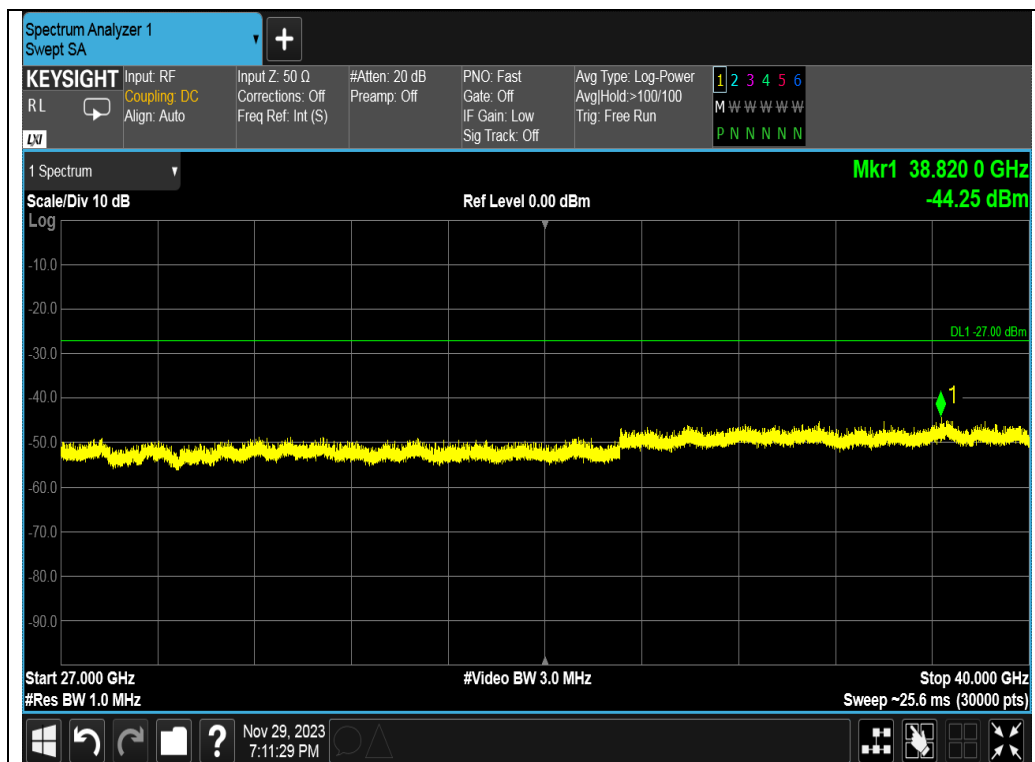 Spectrum Analyzer 1
Swept SA
KEYSIGHT
RL
LXI
Input: RF
Coupling: DC
Align: Auto
Input Z: 50 Ω
Corrections: Off
Freq Ref: Int (S)
#Atten: 20 dB
Preamp: Off
PNO: Fast
Gate: Off
IF Gain: Low
Sig Track: Off
Avg Type: Log-Power
Avg|Hold:>100/100
Trig: Free Run
1 2 3 4 5 6
M W W W W W
P N N N N N
1 Spectrum
Mkr1 38.820 0 GHz
-44.25 dBm
Scale/Div 10 dB
Ref Level 0.00 dBm
Log
-10.0
-20.0
DL1 -27.00 dBm
-30.0
-40.0
1
-50.0
-60.0
-70.0
-80.0
-90.0
Start 27.000 GHz
#Video BW 3.0 MHz
Stop 40.000 GHz
#Res BW 1.0 MHz
Sweep ~25.6 ms (30000 pts)
?
Nov 29, 2023
7:11:29 PM